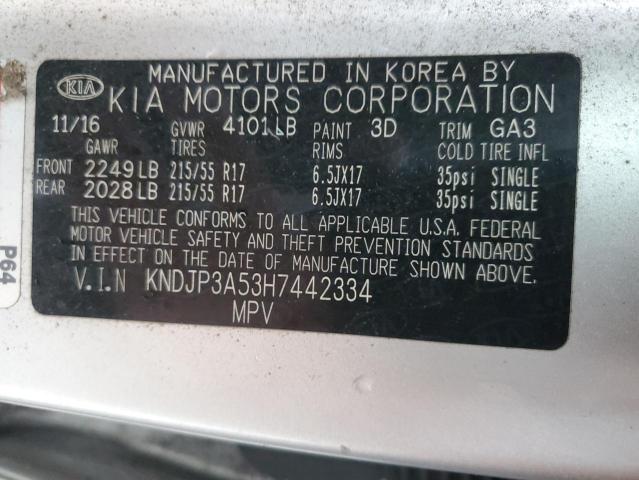 MANUFACTURED IN KOREA BY
KIA KIA MOTORS CORPORATION
11/16 GVWR 4101LB PAINT 3D TRIM GA3
GAWR TIRES RIMS COLD TIRE INFL
FRONT 2249LB 215/55 R17 6.5JX17 35psi SINGLE
REAR 2028LB 215/55 R17 6.5JX17 35psi SINGLE
THIS VEHICLE CONFORMS TO ALL APPLICABLE U.S.A. FEDERAL
MOTOR VEHICLE SAFETY AND THEFT PREVENTION STANDARDS
IN EFFECT ON THE DATE OF MANUFACTURE SHOWN ABOVE.
V.I.N KNDJP3A53H7442334
MPV
P64